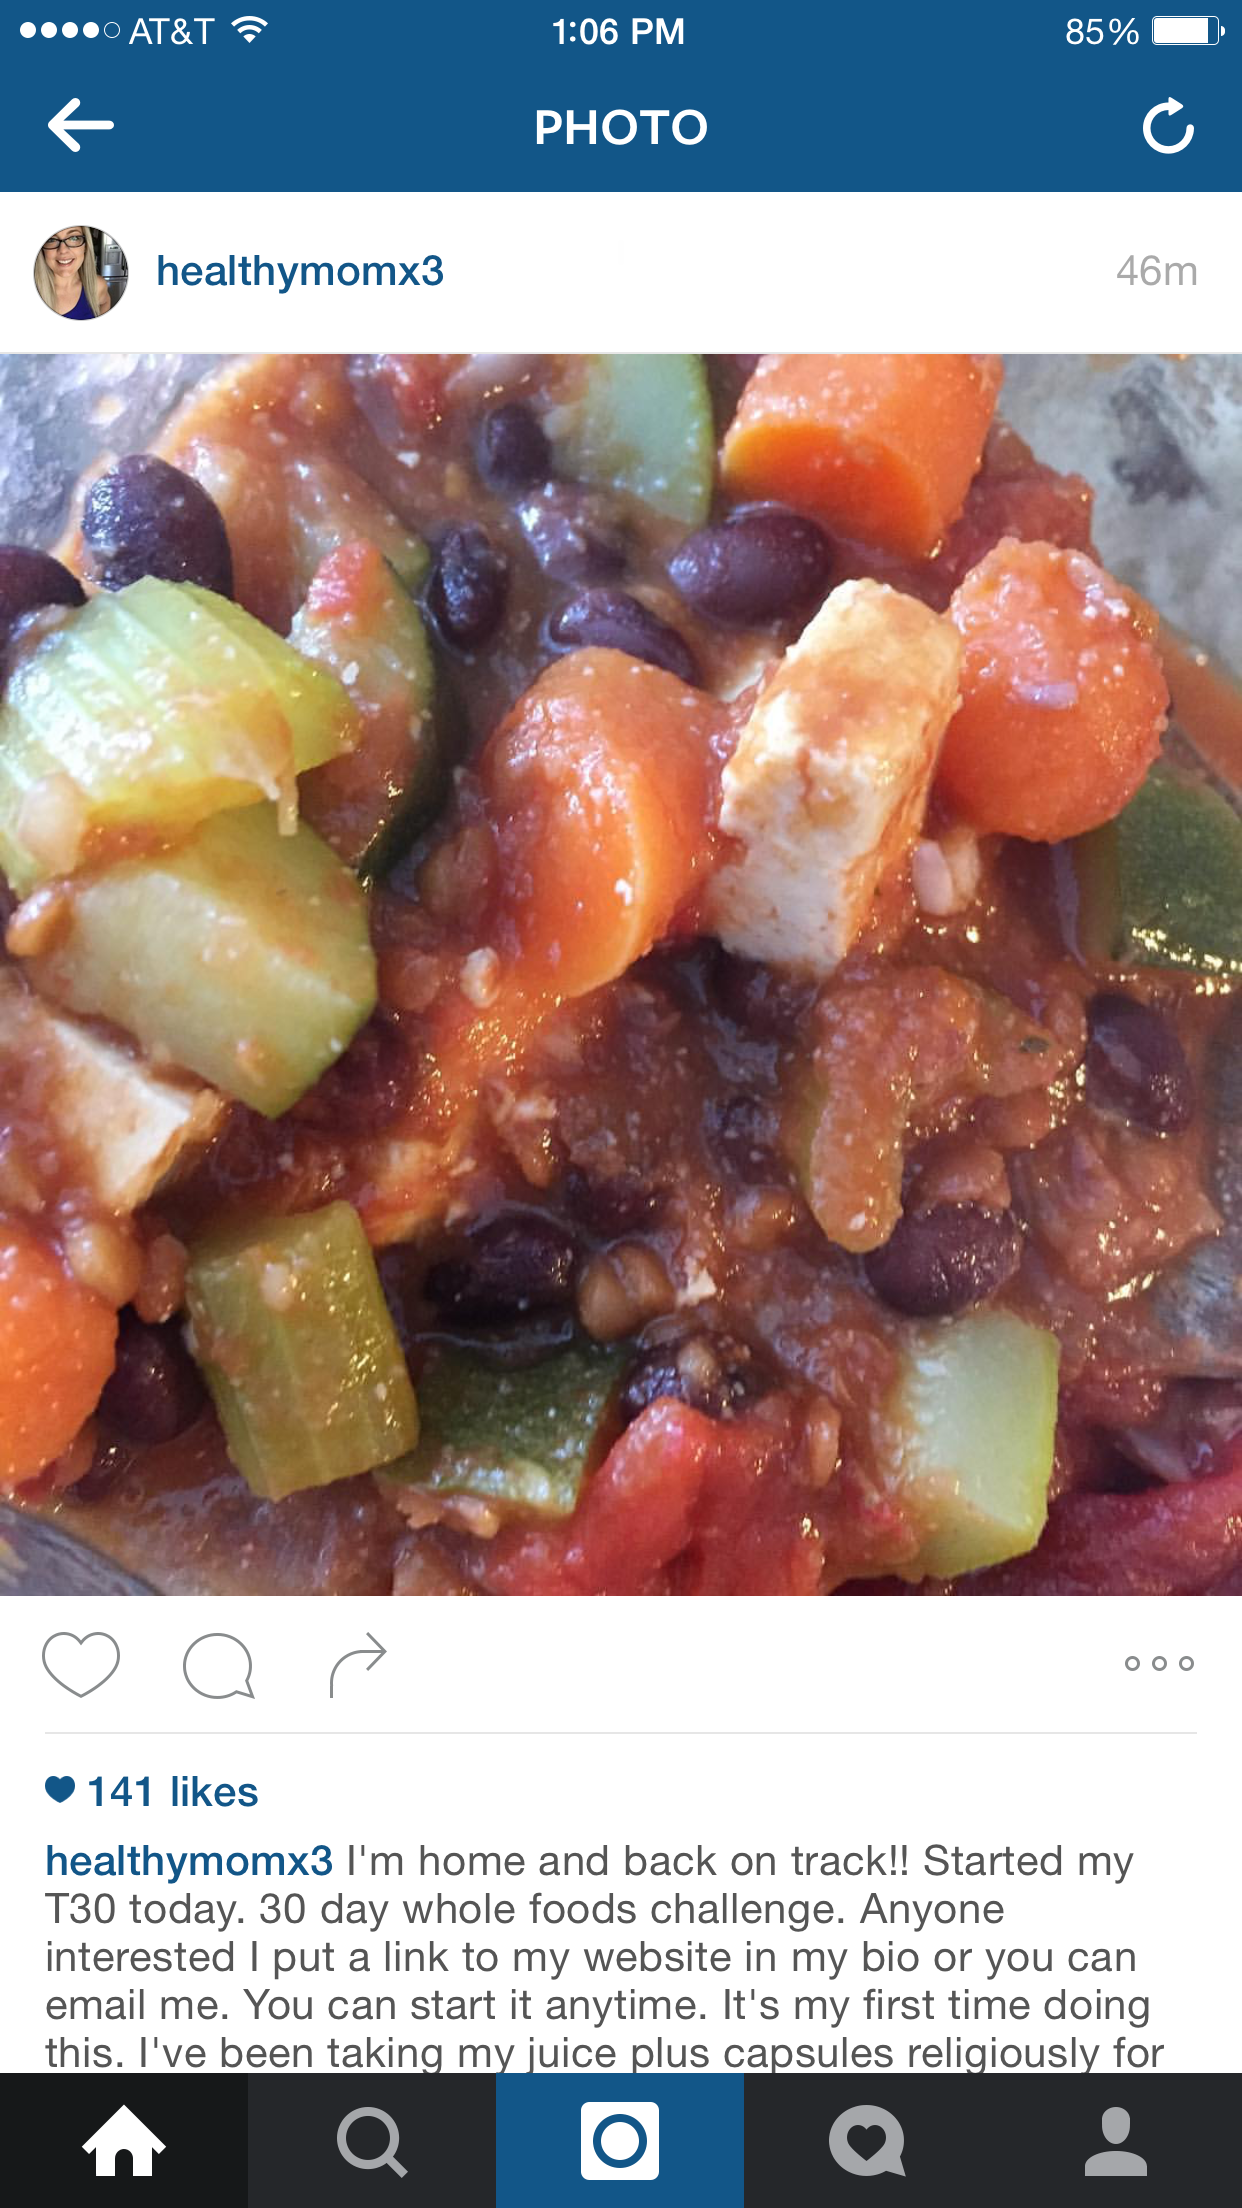 AT&T 1:06 PM 85%
PHOTO
healthymomx3 46m
141 likes
healthymomx3 I'm home and back on track!! Started my
T30 today. 30 day whole foods challenge. Anyone
interested I put a link to my website in my bio or you can
email me. You can start it anytime. It's my first time doing
this. I've been taking my juice plus capsules religiously for